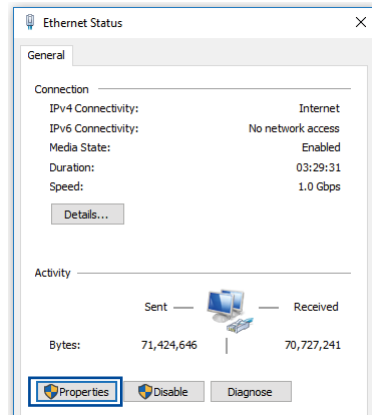 Ethernet Status
General
Connection
IPv4 Connectivity: Internet
IPv6 Connectivity: No network access
Media State: Enabled
Duration: 03:29:31
Speed: 1.0 Gbps
Details...
Activity
Sent Received
Bytes: 71,424,646 70,727,241
Properties Disable Diagnose